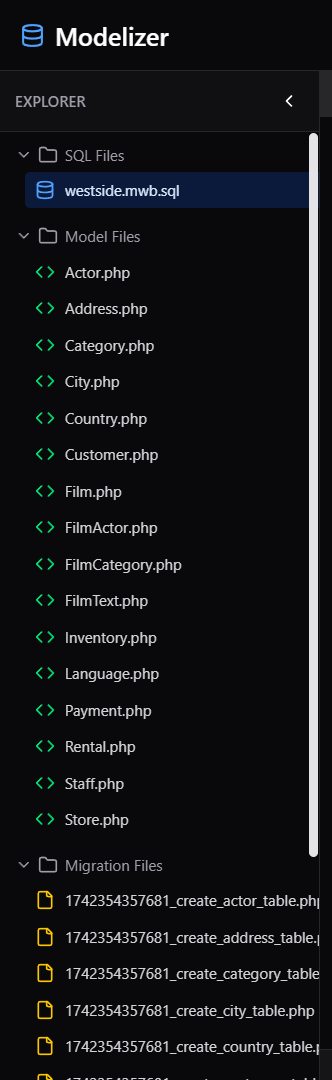 Modelizer
EXPLORER
SQL Files
westside.mwb.sql
Model Files
Actor.php
Address.php
Category.php
City.php
Country.php
Customer.php
Film.php
FilmActor.php
FilmCategory.php
FilmText.php
Inventory.php
Language.php
Payment.php
Rental.php
Staff.php
Store.php
Migration Files
1742354357681_create_actor_table.php
1742354357681_create_address_table.p
1742354357681_create_category_table
1742354357681_create_city_table.php
1742354357681_create_country_table.p